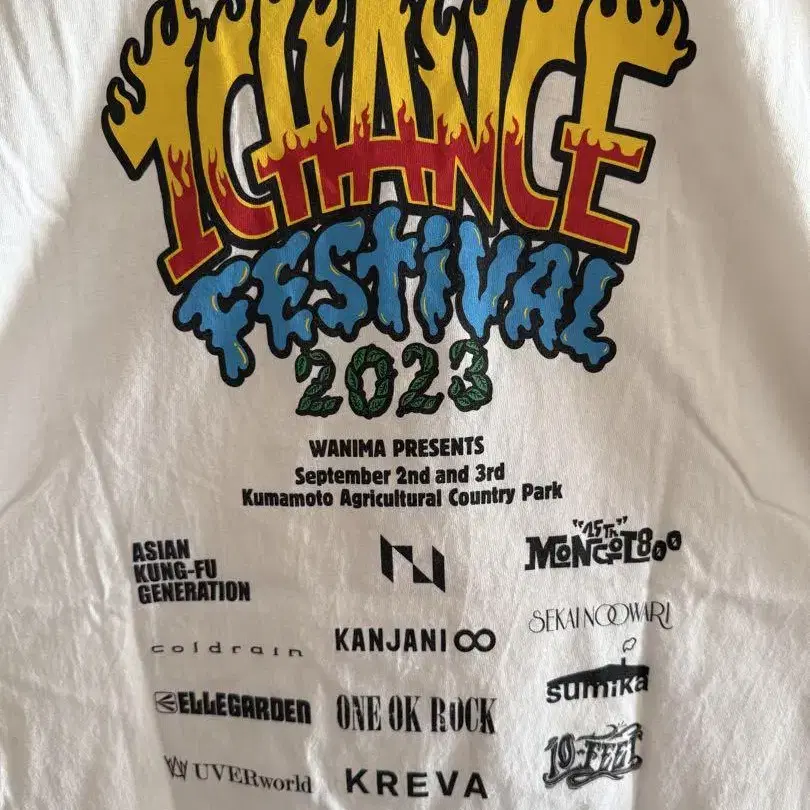 1CHANCE
FESTIVAL
2023
WANIMA PRESENTS
September 2nd and 3rd
Kumamoto Agricultural Country Park
ASIAN
KUNG-FU
GENERATION
"25TH"
MONGOL800
coldrain
KANJANI∞
SEKAI NO OWARI
ELLEGARDEN
ONE OK ROCK
sumika
UVERworld
KREVA
10-FEET